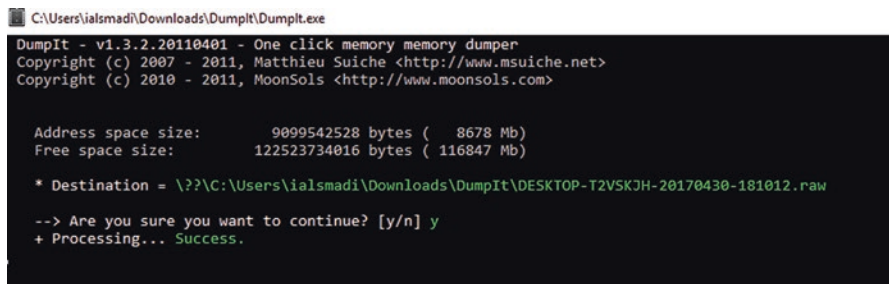 C:\Users\ialsmadi\Downloads\DumpIt\DumpIt.exe
DumpIt - v1.3.2.20110401 - One click memory memory dumper
Copyright (c) 2007 - 2011, Matthieu Suiche <http://www.msuiche.net>
Copyright (c) 2010 - 2011, MoonSols <http://www.moonsols.com>
Address space size: 9099542528 bytes ( 8678 Mb)
Free space size: 122523734016 bytes ( 116847 Mb)
* Destination = \??\C:\Users\ialsmadi\Downloads\DumpIt\DESKTOP-T2VSKJH-20170430-181012.raw
--> Are you sure you want to continue? [y/n] y
+ Processing... Success.